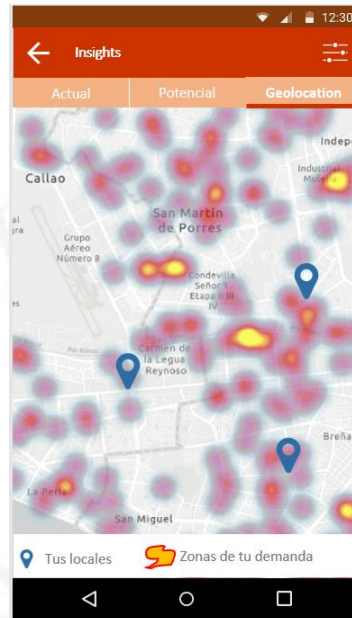 12:30
Insights
Actual
Potencial
Geolocation
Indep
Industrial
Callao
San Martín
de Porres
Grupo
Aéreo
Número 8
Condevilla
Señor I
Etapa II III
IV
Carmen de
la Legua
Reynoso
Breña
La Perla
San Miguel
Tus locales
Zonas de tu demanda